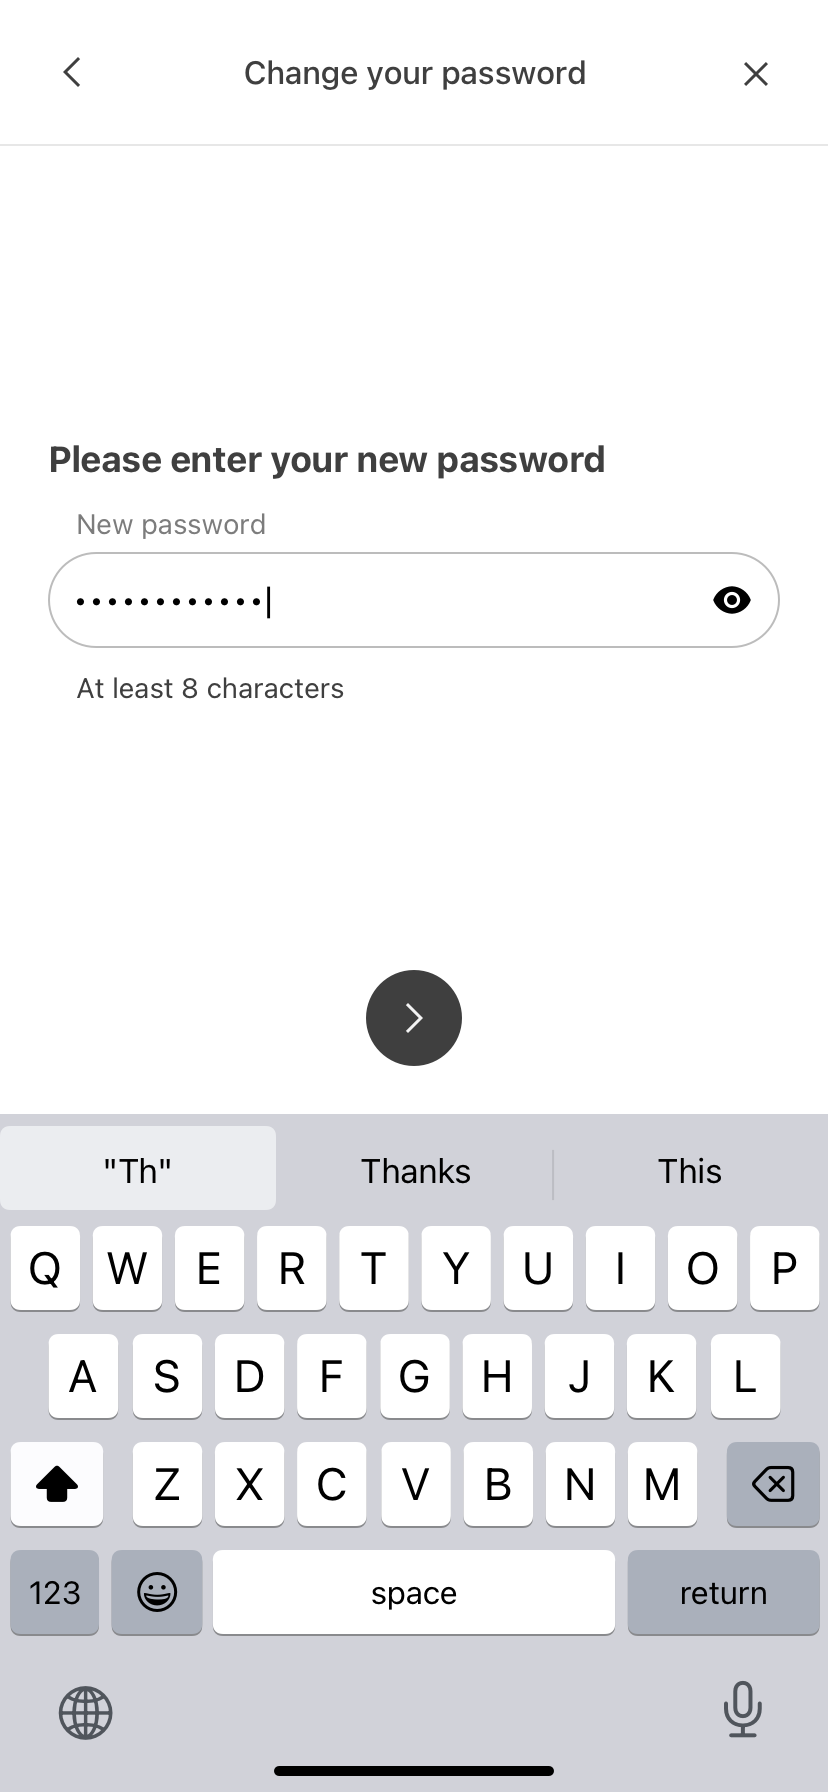 Change your password
Please enter your new password
New password
••••••••••••
At least 8 characters
"Th" Thanks This
Q W E R T Y U I O P
A S D F G H J K L
Z X C V B N M
123 space return